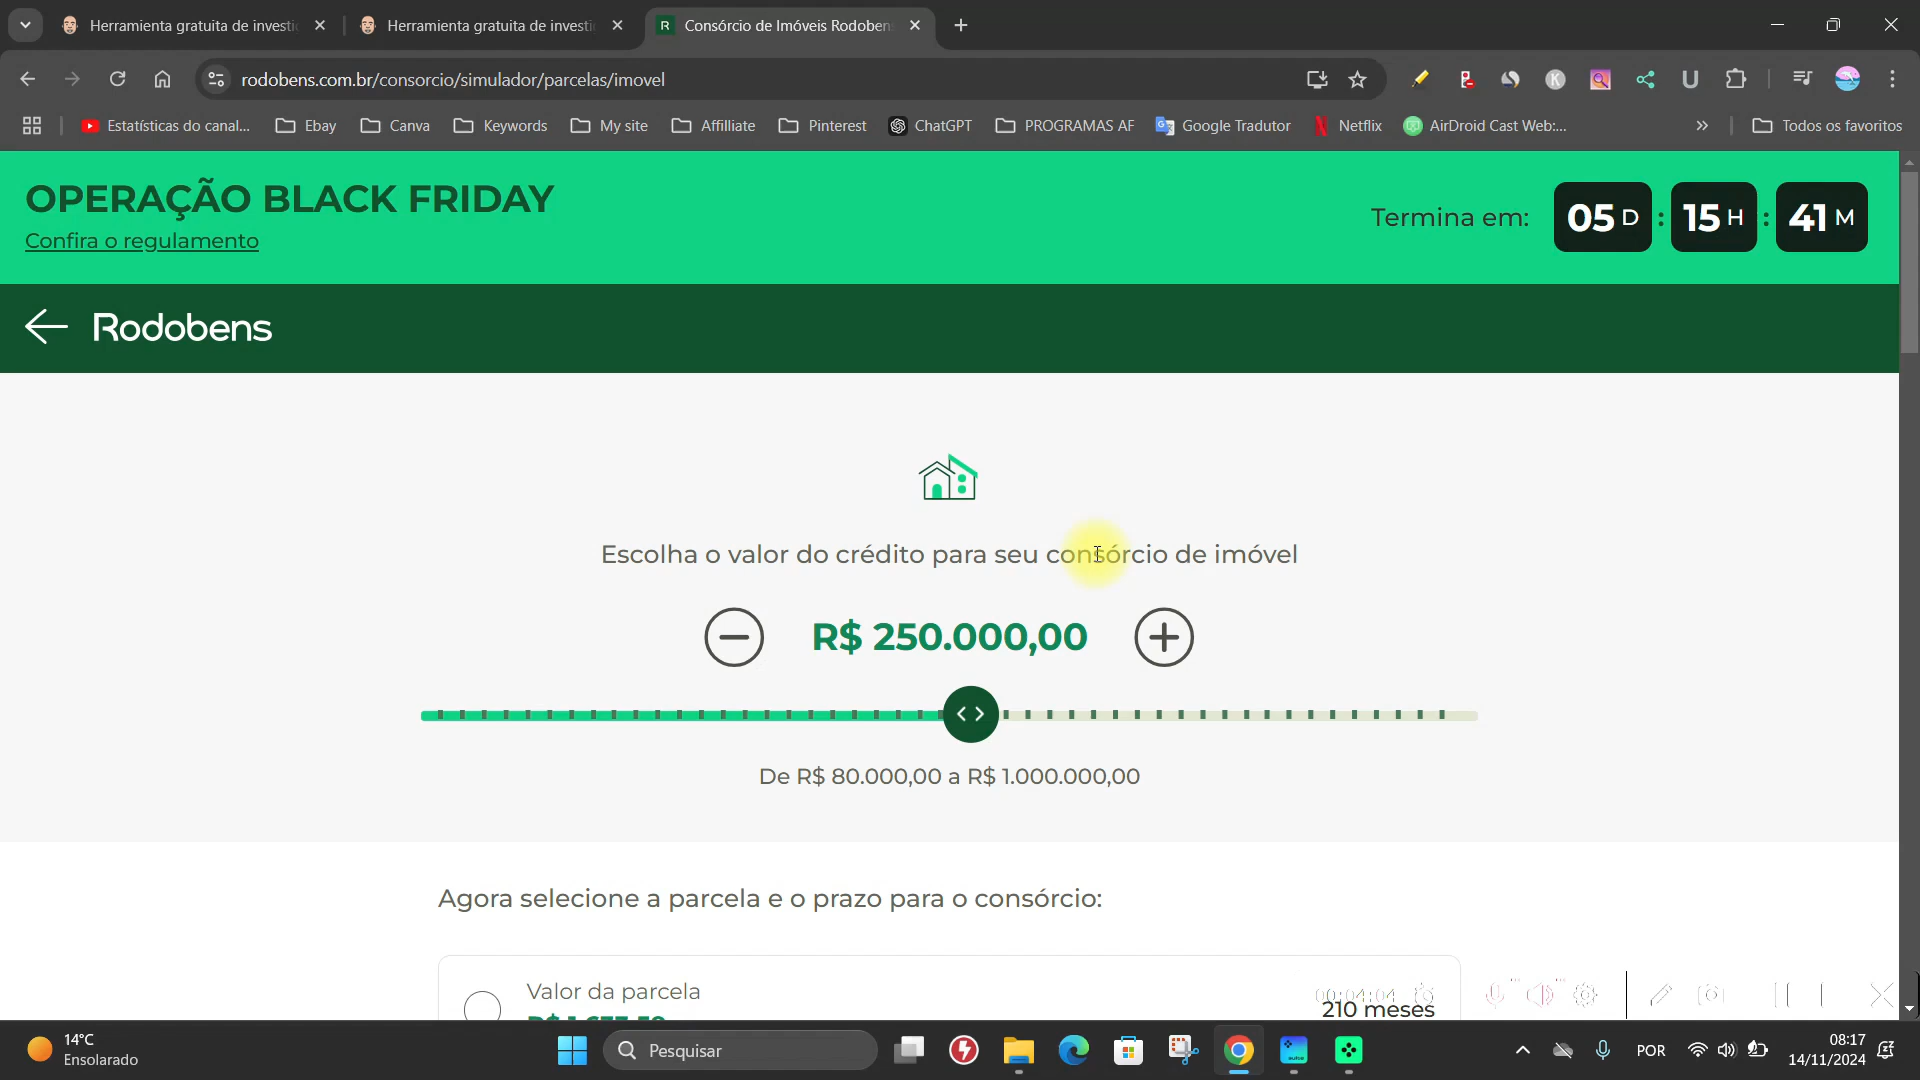 Herramienta gratuita de investi
Herramienta gratuita de investi
Consórcio de Imóveis Rodoben
rodobens.com.br/consorcio/simulador/parcelas/imovel
Estatísticas do canal...
Ebay
Canva
Keywords
My site
Affilliate
Pinterest
ChatGPT
PROGRAMAS AF
Google Tradutor
Netflix
AirDroid Cast Web:...
Todos os favoritos
OPERAÇÃO BLACK FRIDAY
Confira o regulamento
Termina em:
05 D : 15 H : 41 M
Rodobens
Escolha o valor do crédito para seu consórcio de imóvel
R$ 250.000,00
De R$ 80.000,00 a R$ 1.000.000,00
Agora selecione a parcela e o prazo para o consórcio:
Valor da parcela
00:04:04
210 meses
14°C
Ensolarado
Pesquisar
POR
08:17
14/11/2024